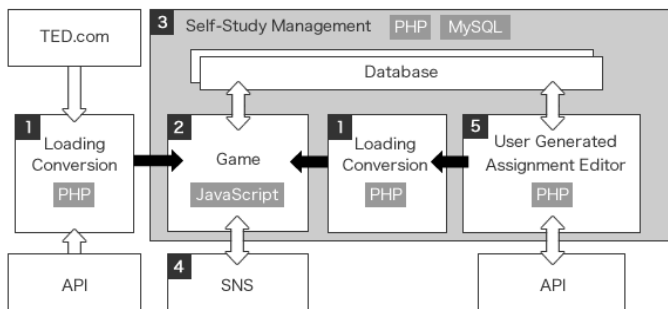 TED.com
3 Self-Study Management PHP MySQL
Database
1
Loading
Conversion
PHP
2
Game
JavaScript
1
Loading
Conversion
PHP
5
User Generated
Assignment Editor
PHP
API
4
SNS
API